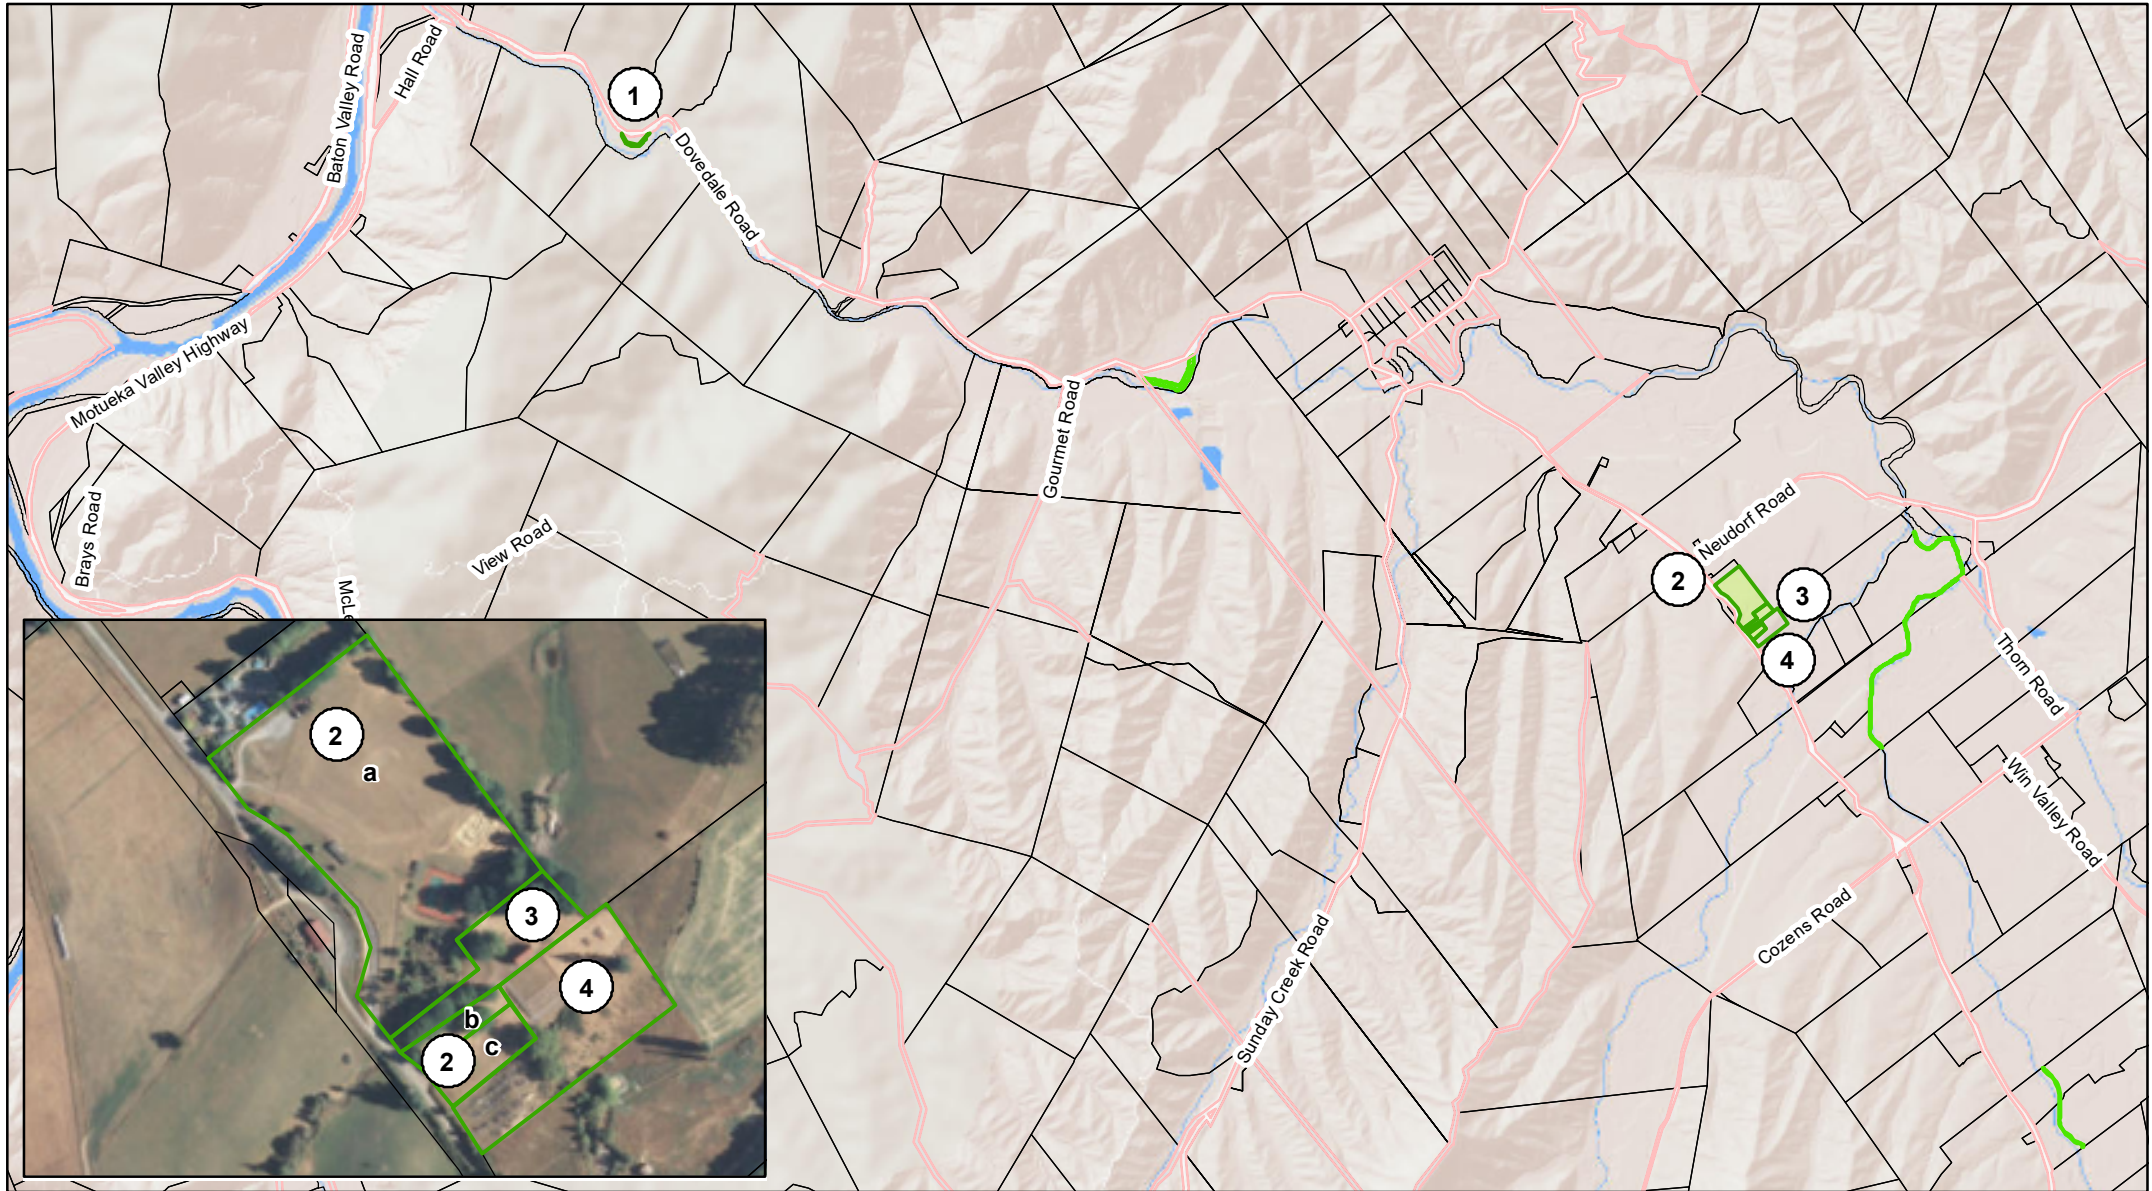 Baton Valley Road
Hall Road
1
Dovedale Road
Motueka Valley Highway
Gourmet Road
Brays Road
View Road
McLe
Neudorf Road
2
3
4
Thorn Road
Win Valley Road
Cozens Road
Sunday Creek Road
2
a
3
4
b
c
2